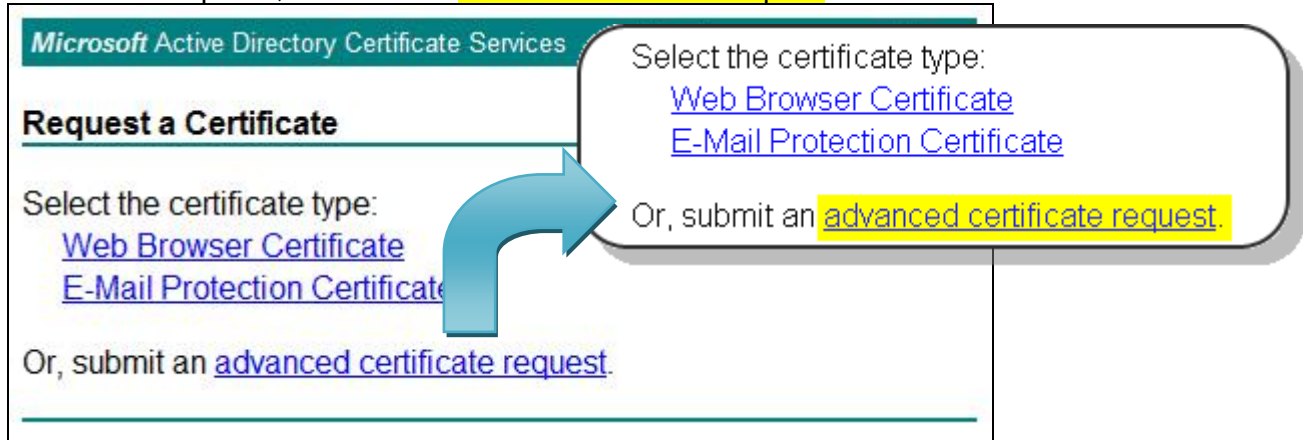 Microsoft Active Directory Certificate Services
Request a Certificate
Select the certificate type:
Web Browser Certificate
E-Mail Protection Certificate
Or, submit an advanced certificate request.
Select the certificate type:
Web Browser Certificate
E-Mail Protection Certificate
Or, submit an advanced certificate request.